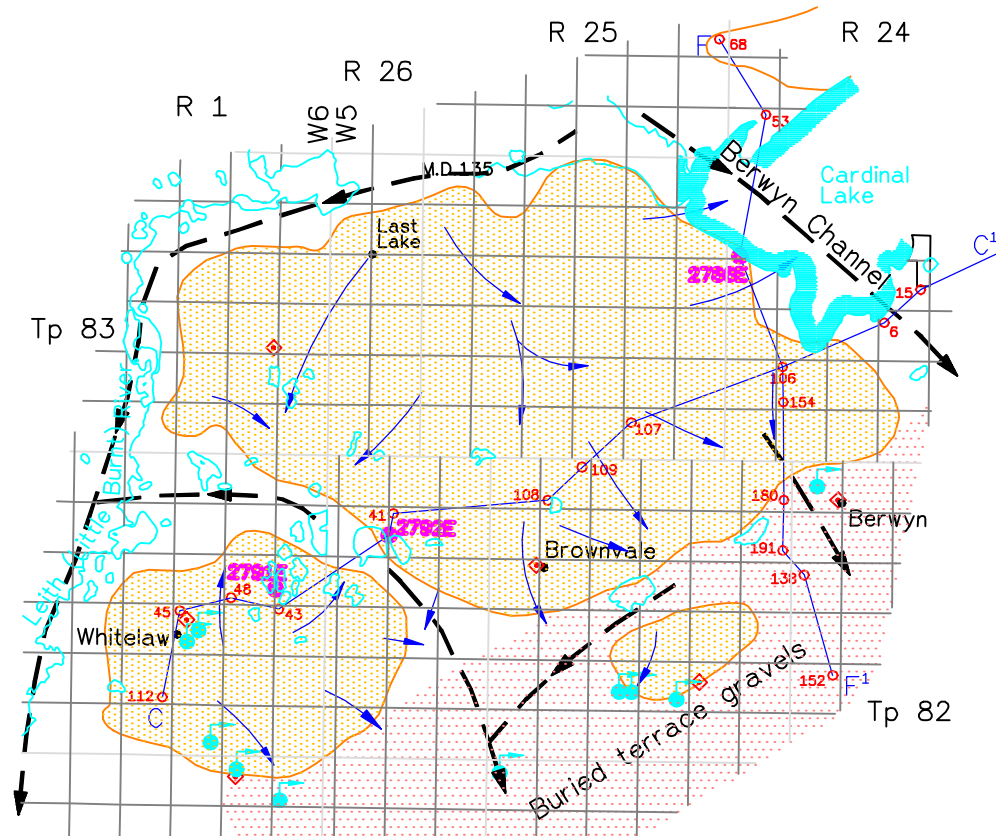 R 25
R 24
R 26
R 1
W6
W5
F
68
53
M.D.135
Berwyn Channel
Cardinal
Lake
Last
Lake
C¹
15
6
Tp 83
106
154
107
109
108
41
2792E
180
Berwyn
191
138
Brownvale
Little
Burnt River
Leith
45
48
43
Whitelaw
112
C
152
F¹
Tp 82
Buried terrace gravels